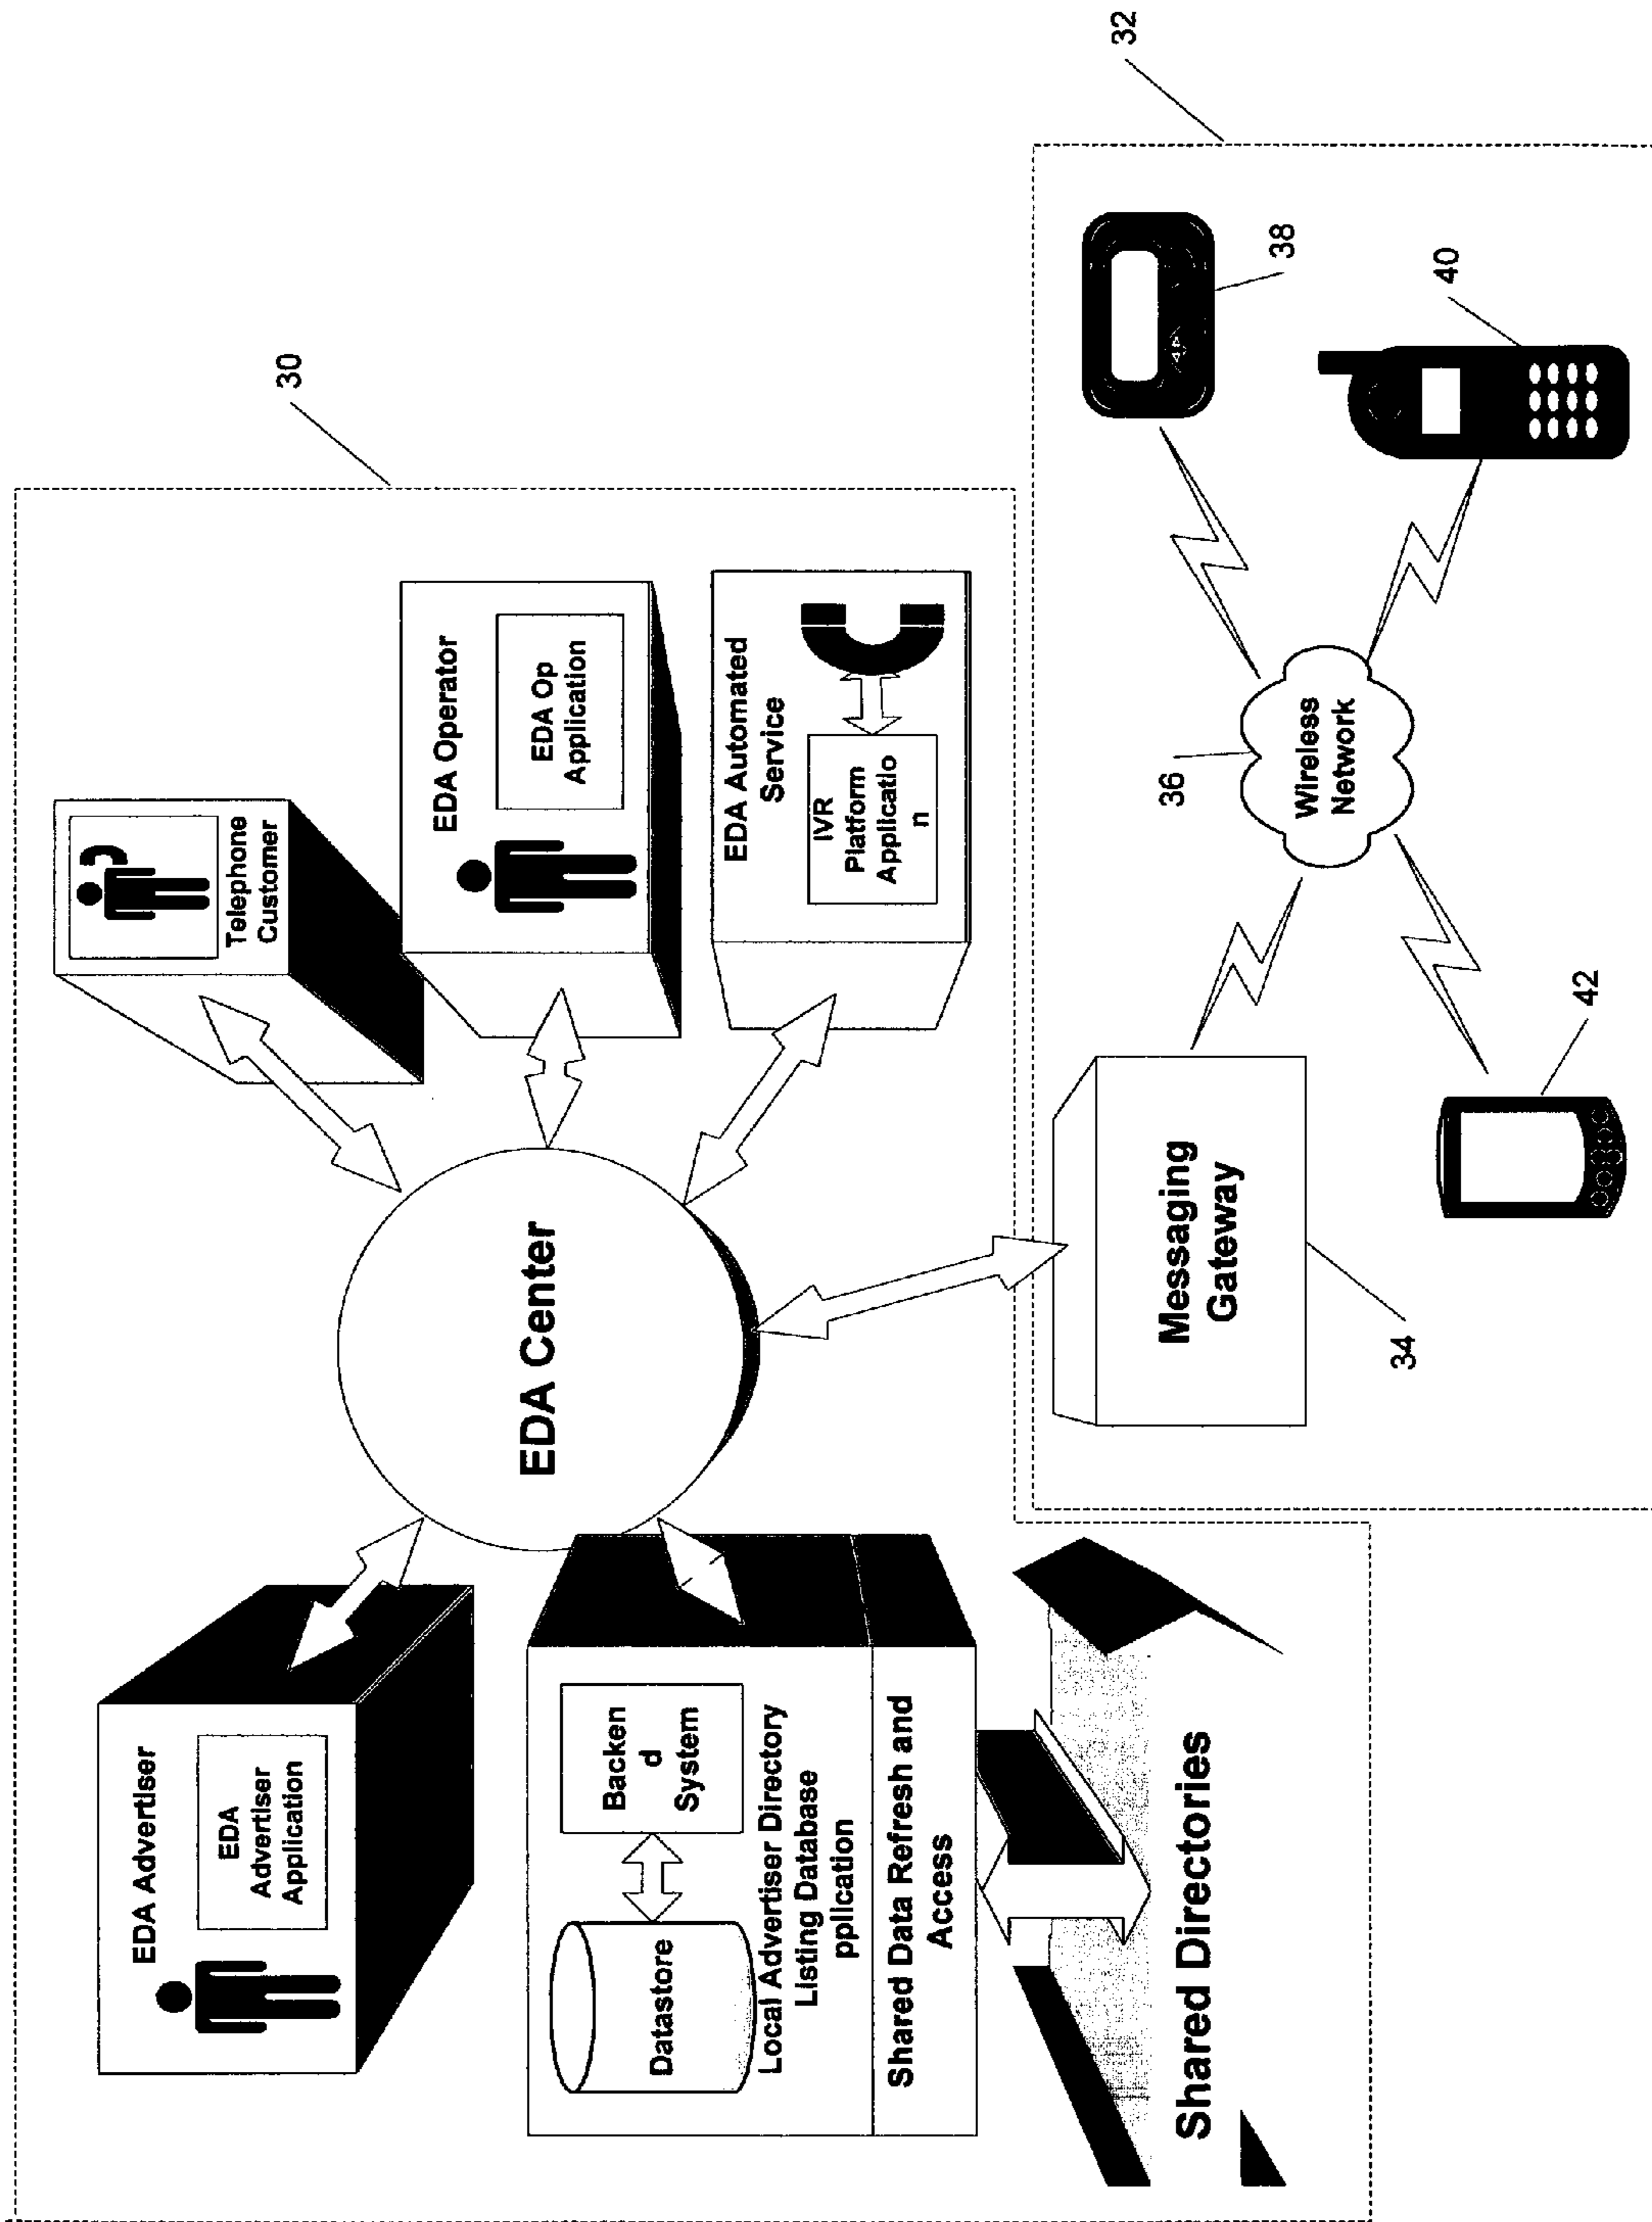 EDA Advertiser
EDA
Advertiser
Application
Datastore
Backen
d
System
Local Advertiser Directory
Listing Database
pplication
Shared Data Refresh and
Access
Shared Directories
EDA Center
Telephone
Customer
EDA Operator
EDA Op
Application
EDA Automated
Service
IVR
Platform
Applicatio
n
30
Messaging
Gateway
34
Wireless
Network
36
38
40
42
32